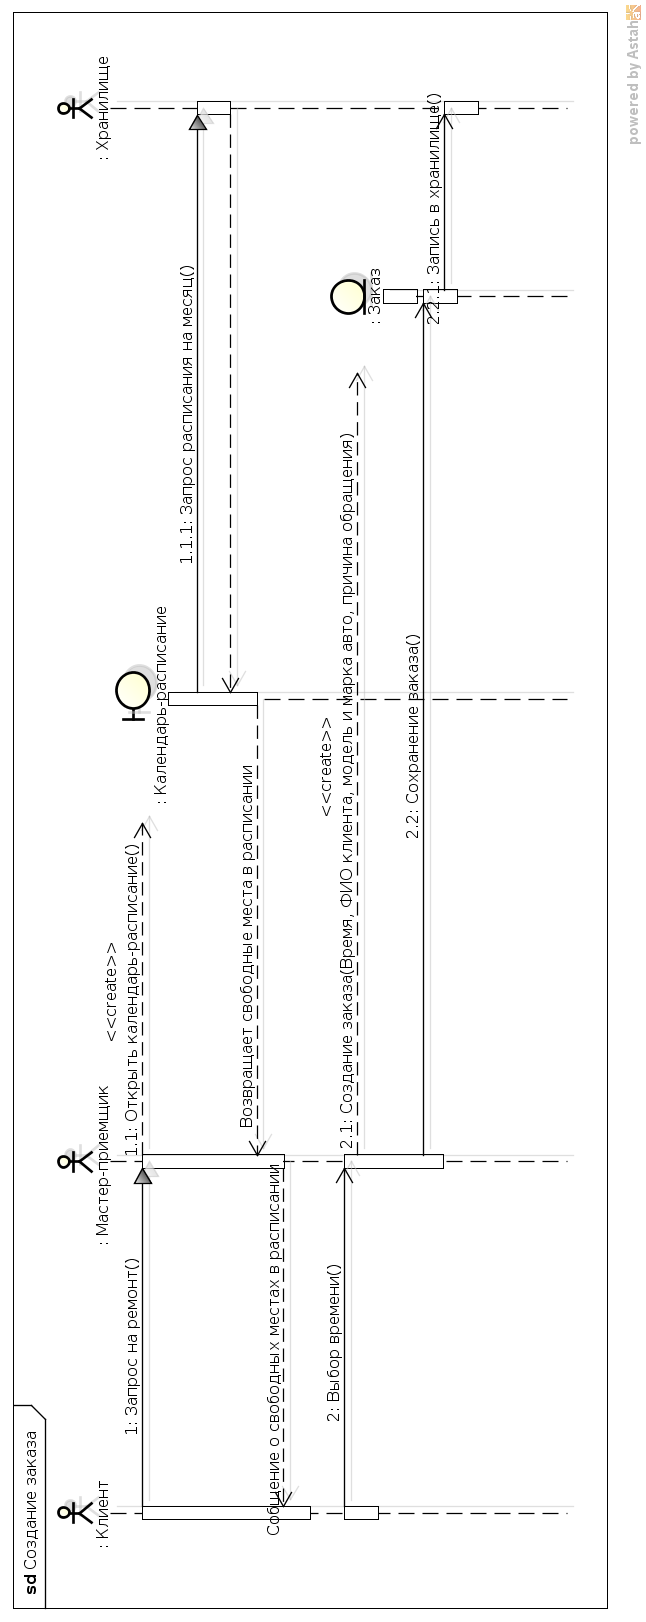 sd Создание заказа
: Клиент
: Мастер-приемщик
: Календарь-расписание
: Заказ
: Хранилище
1: Запрос на ремонт()
<<create>>
1.1: Открыть календарь-расписание()
1.1.1: Запрос расписания на месяц()
Возвращает свободные места в расписании
Сообщение о свободных местах в расписании
2: Выбор времени()
<<create>>
2.1: Создание заказа(Время, ФИО клиента, модель и марка авто, причина обращения)
2.2: Сохранение заказа()
2.2.1: Запись в хранилище()
powered by Astah